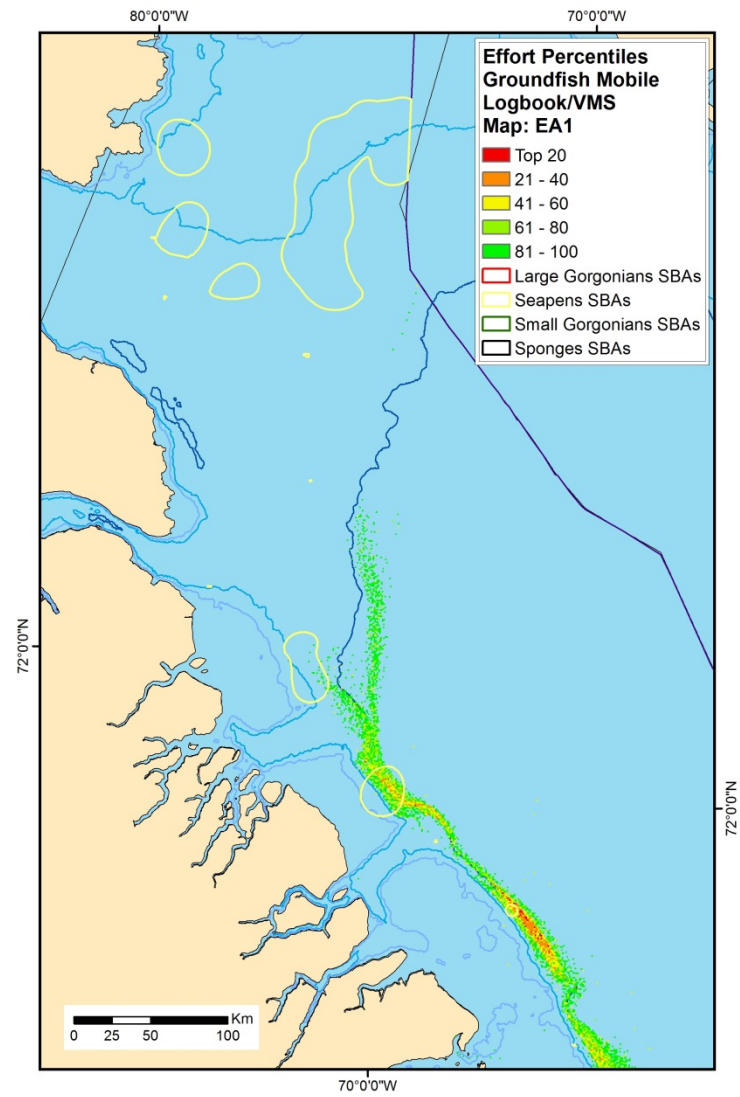 80°0'0"W
70°0'0"W
Effort Percentiles
Groundfish Mobile
Logbook/VMS
Map: EA1
Top 20
21 - 40
41 - 60
61 - 80
81 - 100
Large Gorgonians SBAs
Seapens SBAs
Small Gorgonians SBAs
Sponges SBAs
72°0'0"N
72°0'0"N
Km
0 25 50 100
70°0'0"W